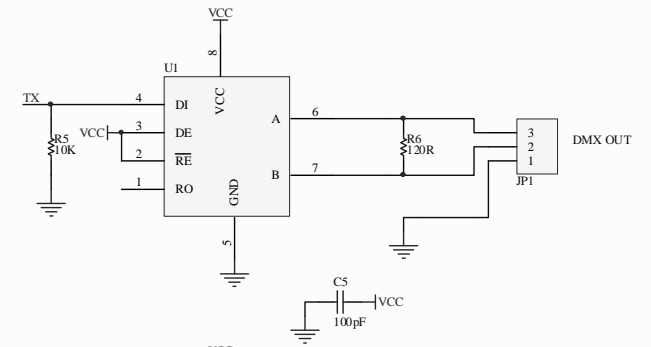 VCC
8
U1
TX
4
DI
VCC
A
6
R5
10K
VCC
3
DE
R6
120R
3
2
1
DMX OUT
2
RE
B
7
JP1
1
RO
GND
5
C5
VCC
100pF